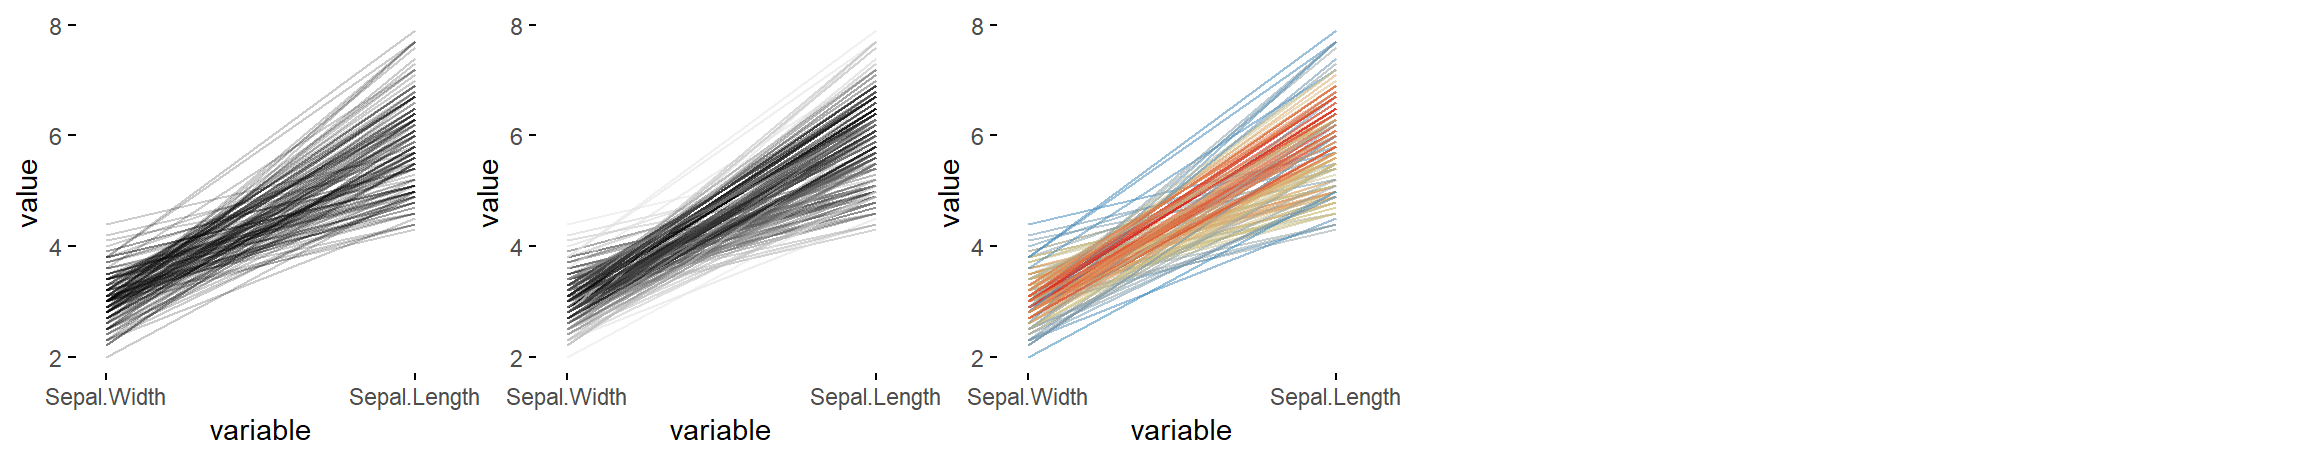 8
6
4
2
value
Sepal.Width
Sepal.Length
variable
8
6
4
2
value
Sepal.Width
Sepal.Length
variable
8
6
4
2
value
Sepal.Width
Sepal.Length
variable